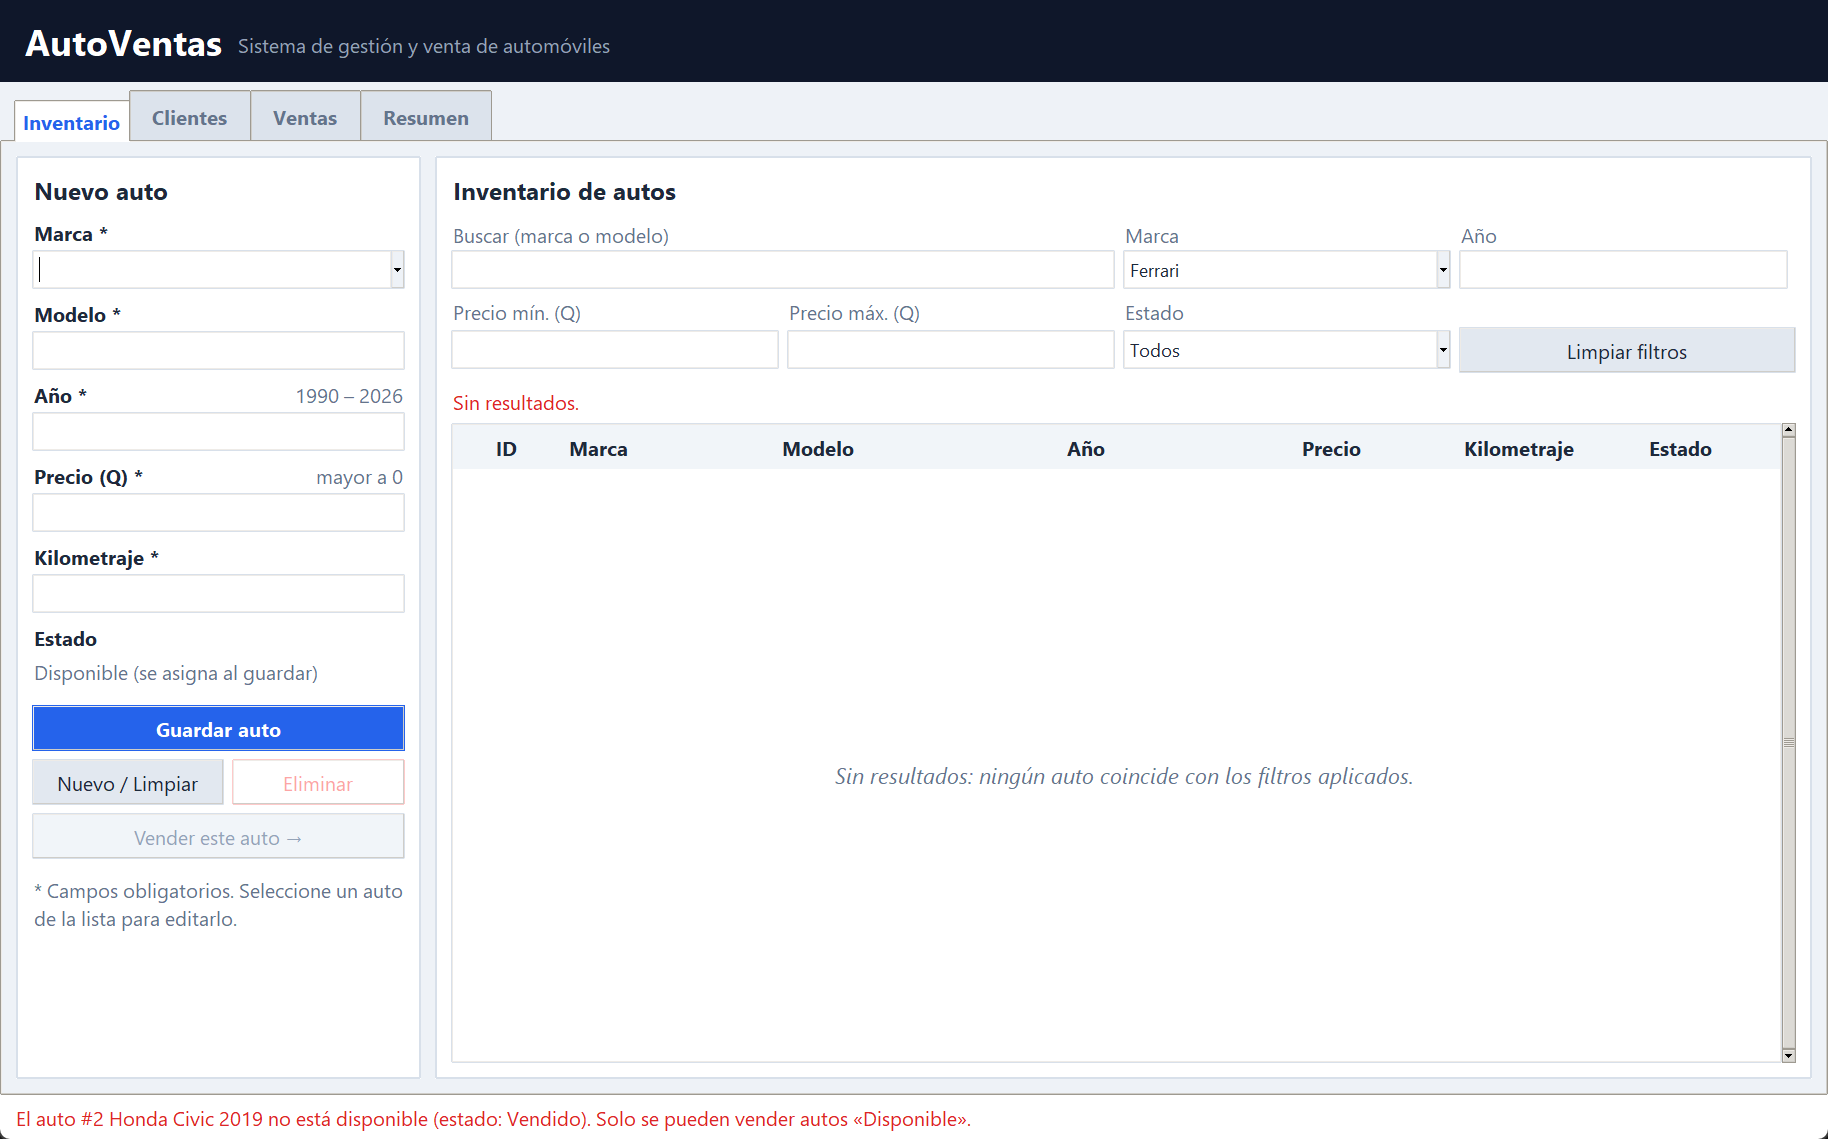 AutoVentas Sistema de gestión y venta de automóviles
Inventario Clientes Ventas Resumen
Nuevo auto
Marca *
Modelo *
Año * 1990 – 2026
Precio (Q) * mayor a 0
Kilometraje *
Estado
Disponible (se asigna al guardar)
Guardar auto
Nuevo / Limpiar Eliminar
Vender este auto →
* Campos obligatorios. Seleccione un auto
de la lista para editarlo.
Inventario de autos
Buscar (marca o modelo) Marca Año
Ferrari
Precio mín. (Q) Precio máx. (Q) Estado
Todos Limpiar filtros
Sin resultados.
ID Marca Modelo Año Precio Kilometraje Estado
Sin resultados: ningún auto coincide con los filtros aplicados.
El auto #2 Honda Civic 2019 no está disponible (estado: Vendido). Solo se pueden vender autos «Disponible».